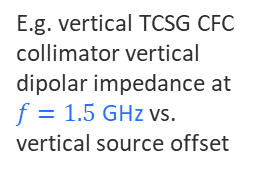 E.g. vertical TCSG CFC
collimator vertical
dipolar impedance at
f = 1.5 GHz vs.
vertical source offset